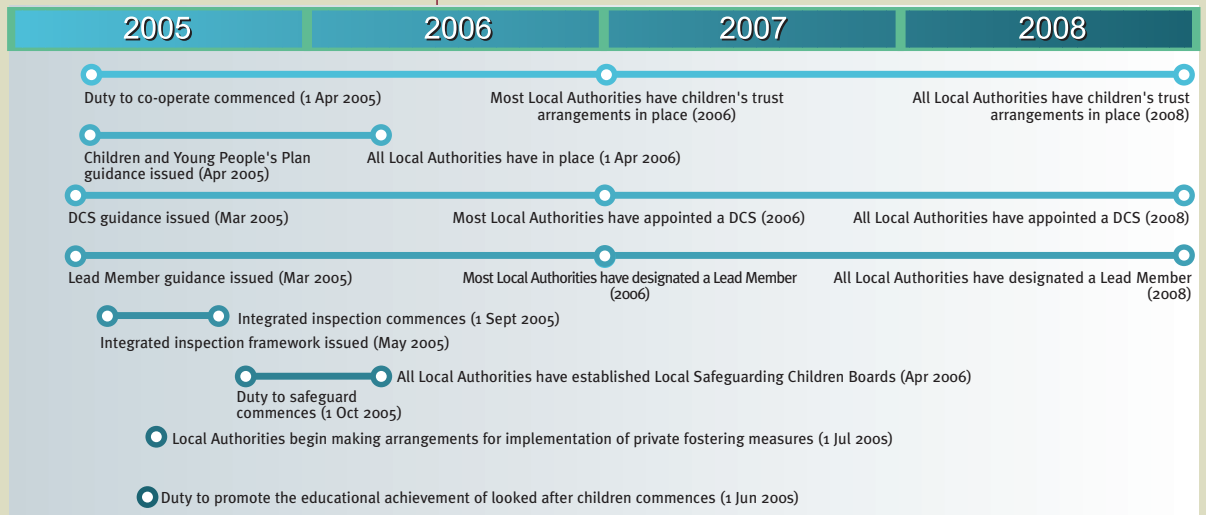 2005 2006 2007 2008
Duty to co-operate commenced (1 Apr 2005)
Most Local Authorities have children's trust
arrangements in place (2006)
All Local Authorities have children's trust
arrangements in place (2008)
Children and Young People's Plan
guidance issued (Apr 2005)
All Local Authorities have in place (1 Apr 2006)
DCS guidance issued (Mar 2005)
Most Local Authorities have appointed a DCS (2006)
All Local Authorities have appointed a DCS (2008)
Lead Member guidance issued (Mar 2005)
Most Local Authorities have designated a Lead Member
(2006)
All Local Authorities have designated a Lead Member
(2008)
Integrated inspection commences (1 Sept 2005)
Integrated inspection framework issued (May 2005)
All Local Authorities have established Local Safeguarding Children Boards (Apr 2006)
Duty to safeguard
commences (1 Oct 2005)
Local Authorities begin making arrangements for implementation of private fostering measures (1 Jul 200s)
Duty to promote the educational achievement of looked after children commences (1 Jun 200s)